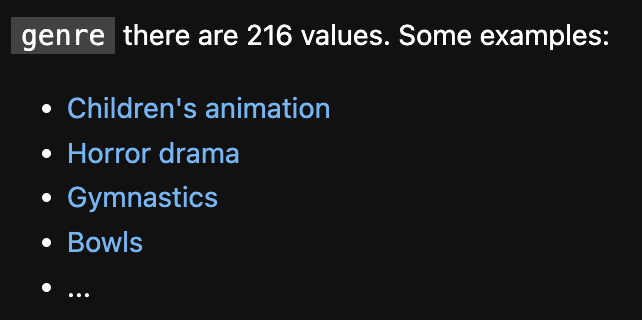 genre there are 216 values. Some examples:
• Children's animation
• Horror drama
• Gymnastics
• Bowls
• ...